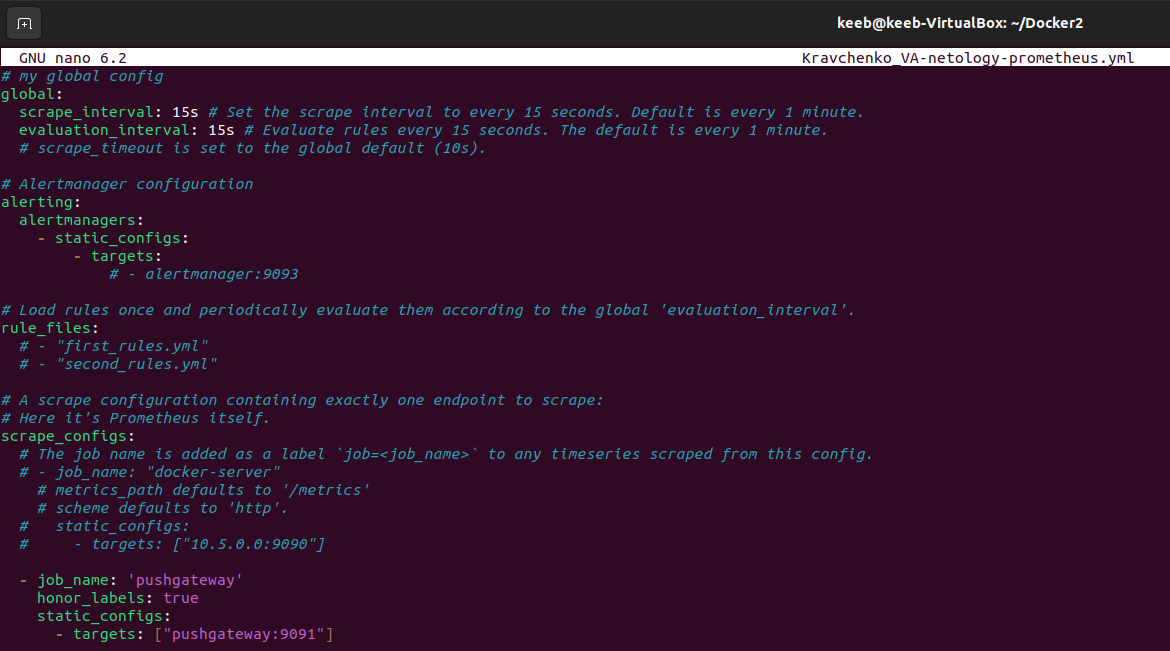 keeb@keeb-VirtualBox: ~/Docker2
GNU nano 6.2 Kravchenko_VA-netology-prometheus.yml
# my global config
global:
  scrape_interval: 15s # Set the scrape interval to every 15 seconds. Default is every 1 minute.
  evaluation_interval: 15s # Evaluate rules every 15 seconds. The default is every 1 minute.
  # scrape_timeout is set to the global default (10s).

# Alertmanager configuration
alerting:
  alertmanagers:
    - static_configs:
        - targets:
            # - alertmanager:9093

# Load rules once and periodically evaluate them according to the global 'evaluation_interval'.
rule_files:
  # - "first_rules.yml"
  # - "second_rules.yml"

# A scrape configuration containing exactly one endpoint to scrape:
# Here it's Prometheus itself.
scrape_configs:
  # The job name is added as a label `job=<job_name>` to any timeseries scraped from this config.
  # - job_name: "docker-server"
    # metrics_path defaults to '/metrics'
    # scheme defaults to 'http'.
  #   static_configs:
  #     - targets: ["10.5.0.0:9090"]

  - job_name: 'pushgateway'
    honor_labels: true
    static_configs:
      - targets: ["pushgateway:9091"]